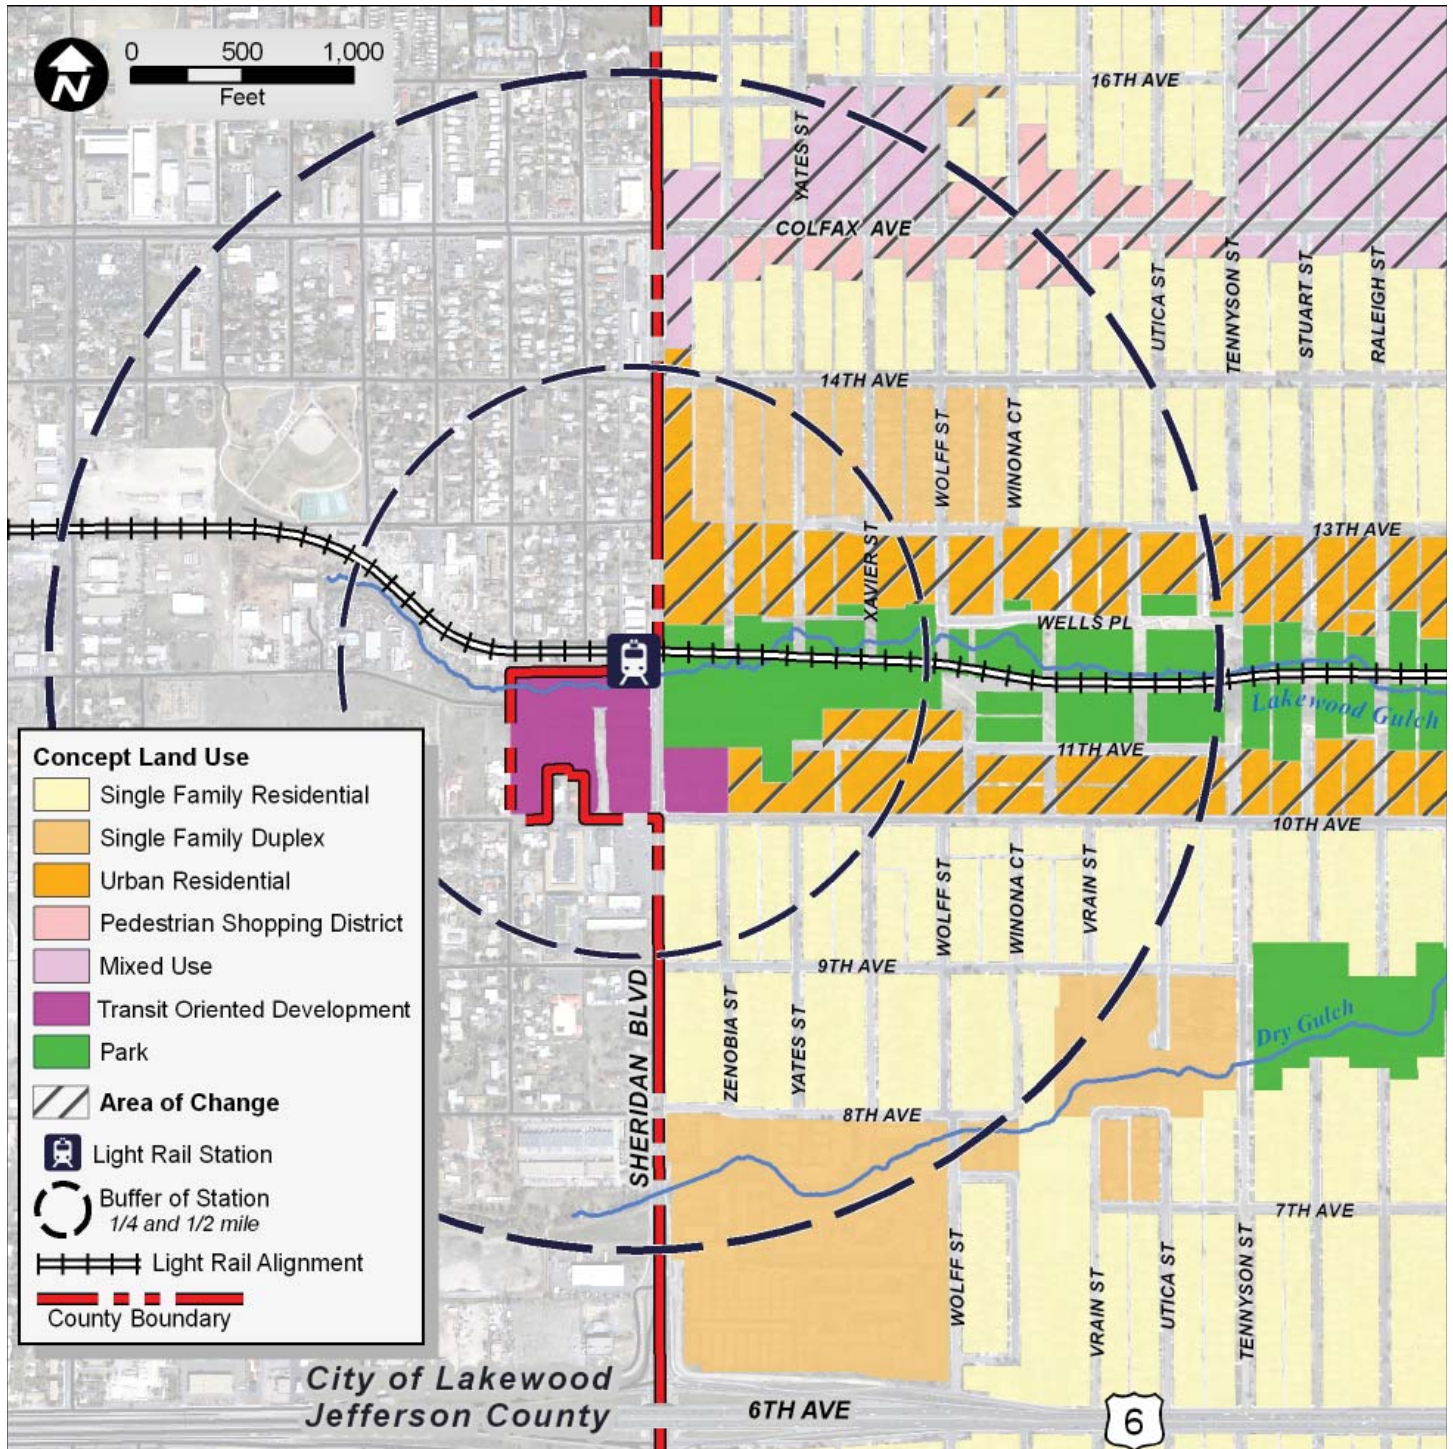 N
0 500 1,000
Feet
16TH AVE
YATES ST
COLFAX AVE
UTICA ST
TENNYSON ST
STUART ST
RALEIGH ST
14TH AVE
WOLFF ST
WINONA CT
XAVIER ST
13TH AVE
WELLS PL
Lakewood Gulch
11TH AVE
10TH AVE
WOLFF ST
WINONA CT
VRAIN ST
9TH AVE
SHERIDAN BLVD
ZENOBIA ST
YATES ST
Dry Gulch
8TH AVE
7TH AVE
WOLFF ST
VRAIN ST
UTICA ST
TENNYSON ST
Concept Land Use
Single Family Residential
Single Family Duplex
Urban Residential
Pedestrian Shopping District
Mixed Use
Transit Oriented Development
Park
Area of Change
Light Rail Station
Buffer of Station
1/4 and 1/2 mile
Light Rail Alignment
County Boundary
City of Lakewood
Jefferson County
6TH AVE
6